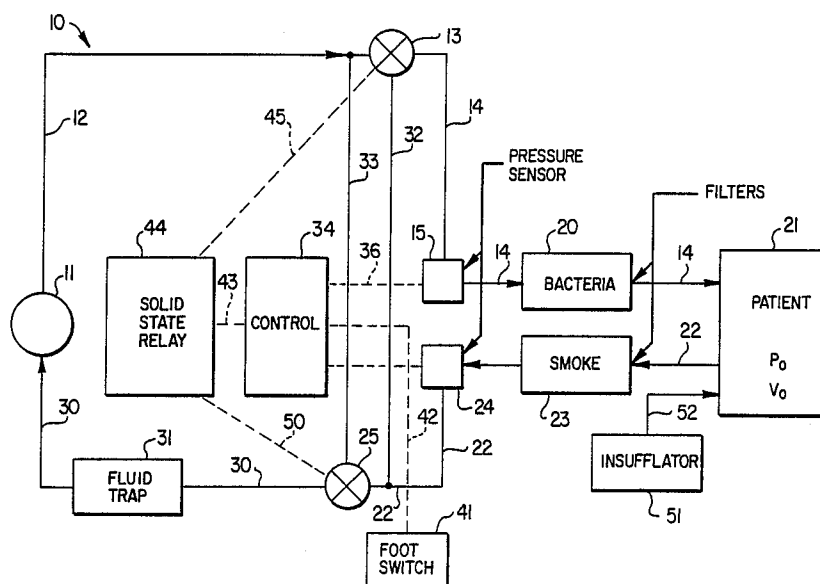 10
13
12
45
14
33
32
PRESSURE
SENSOR
FILTERS
44
34
15
20
21
36
14
14
11
SOLID
STATE
RELAY
43
CONTROL
BACTERIA
PATIENT
22
SMOKE
P₀
V₀
24
23
30
50
42
52
31
25
22
INSUFFLATOR
FLUID
TRAP
30
22
41
51
FOOT
SWITCH